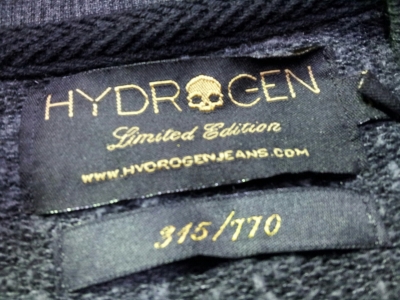 HYDROGEN
Limited Edition
WWW.HYDROGENJEANS.COM
315/770